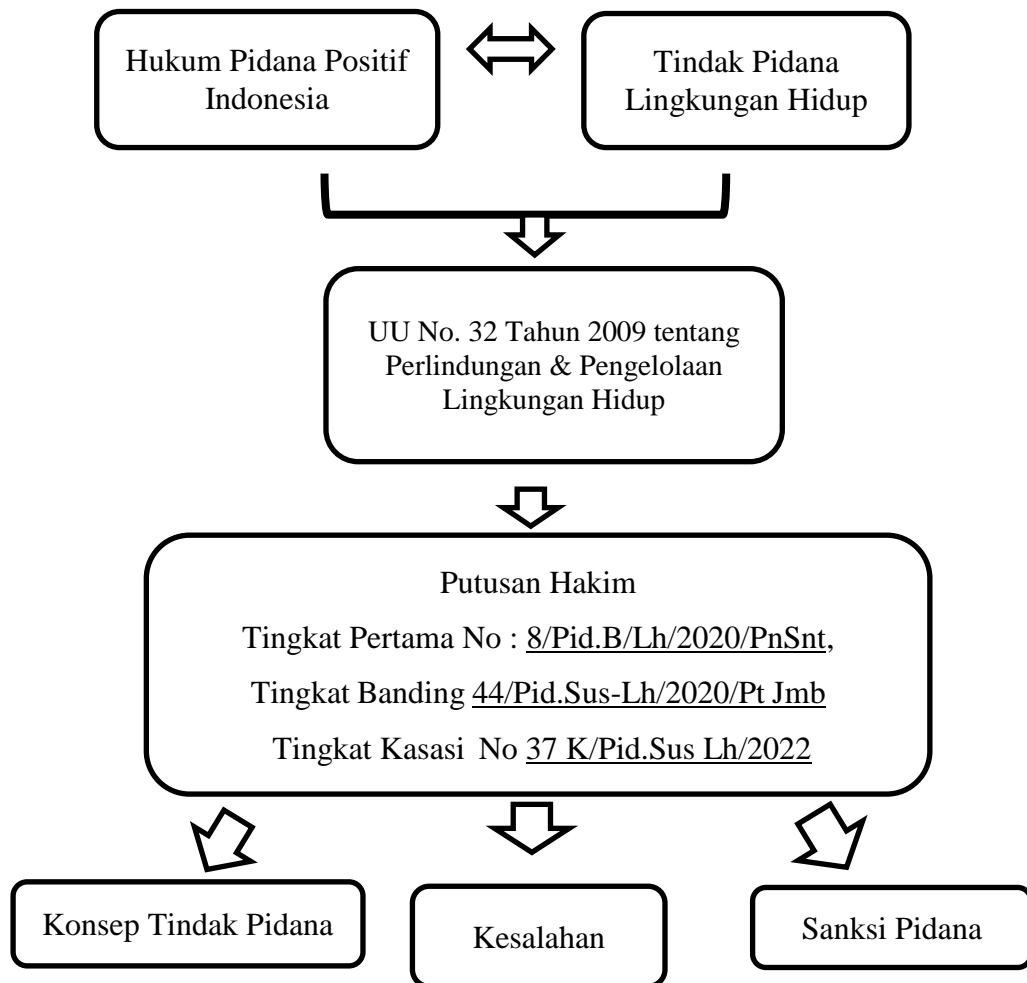 Hukum Pidana Positif
Indonesia
Tindak Pidana
Lingkungan Hidup
UU No. 32 Tahun 2009 tentang
Perlindungan & Pengelolaan
Lingkungan Hidup
Putusan Hakim
Tingkat Pertama No : 8/Pid.B/Lh/2020/PnSnt,
Tingkat Banding 44/Pid.Sus-Lh/2020/Pt Jmb
Tingkat Kasasi No 37 K/Pid.Sus Lh/2022
Konsep Tindak Pidana
Kesalahan
Sanksi Pidana